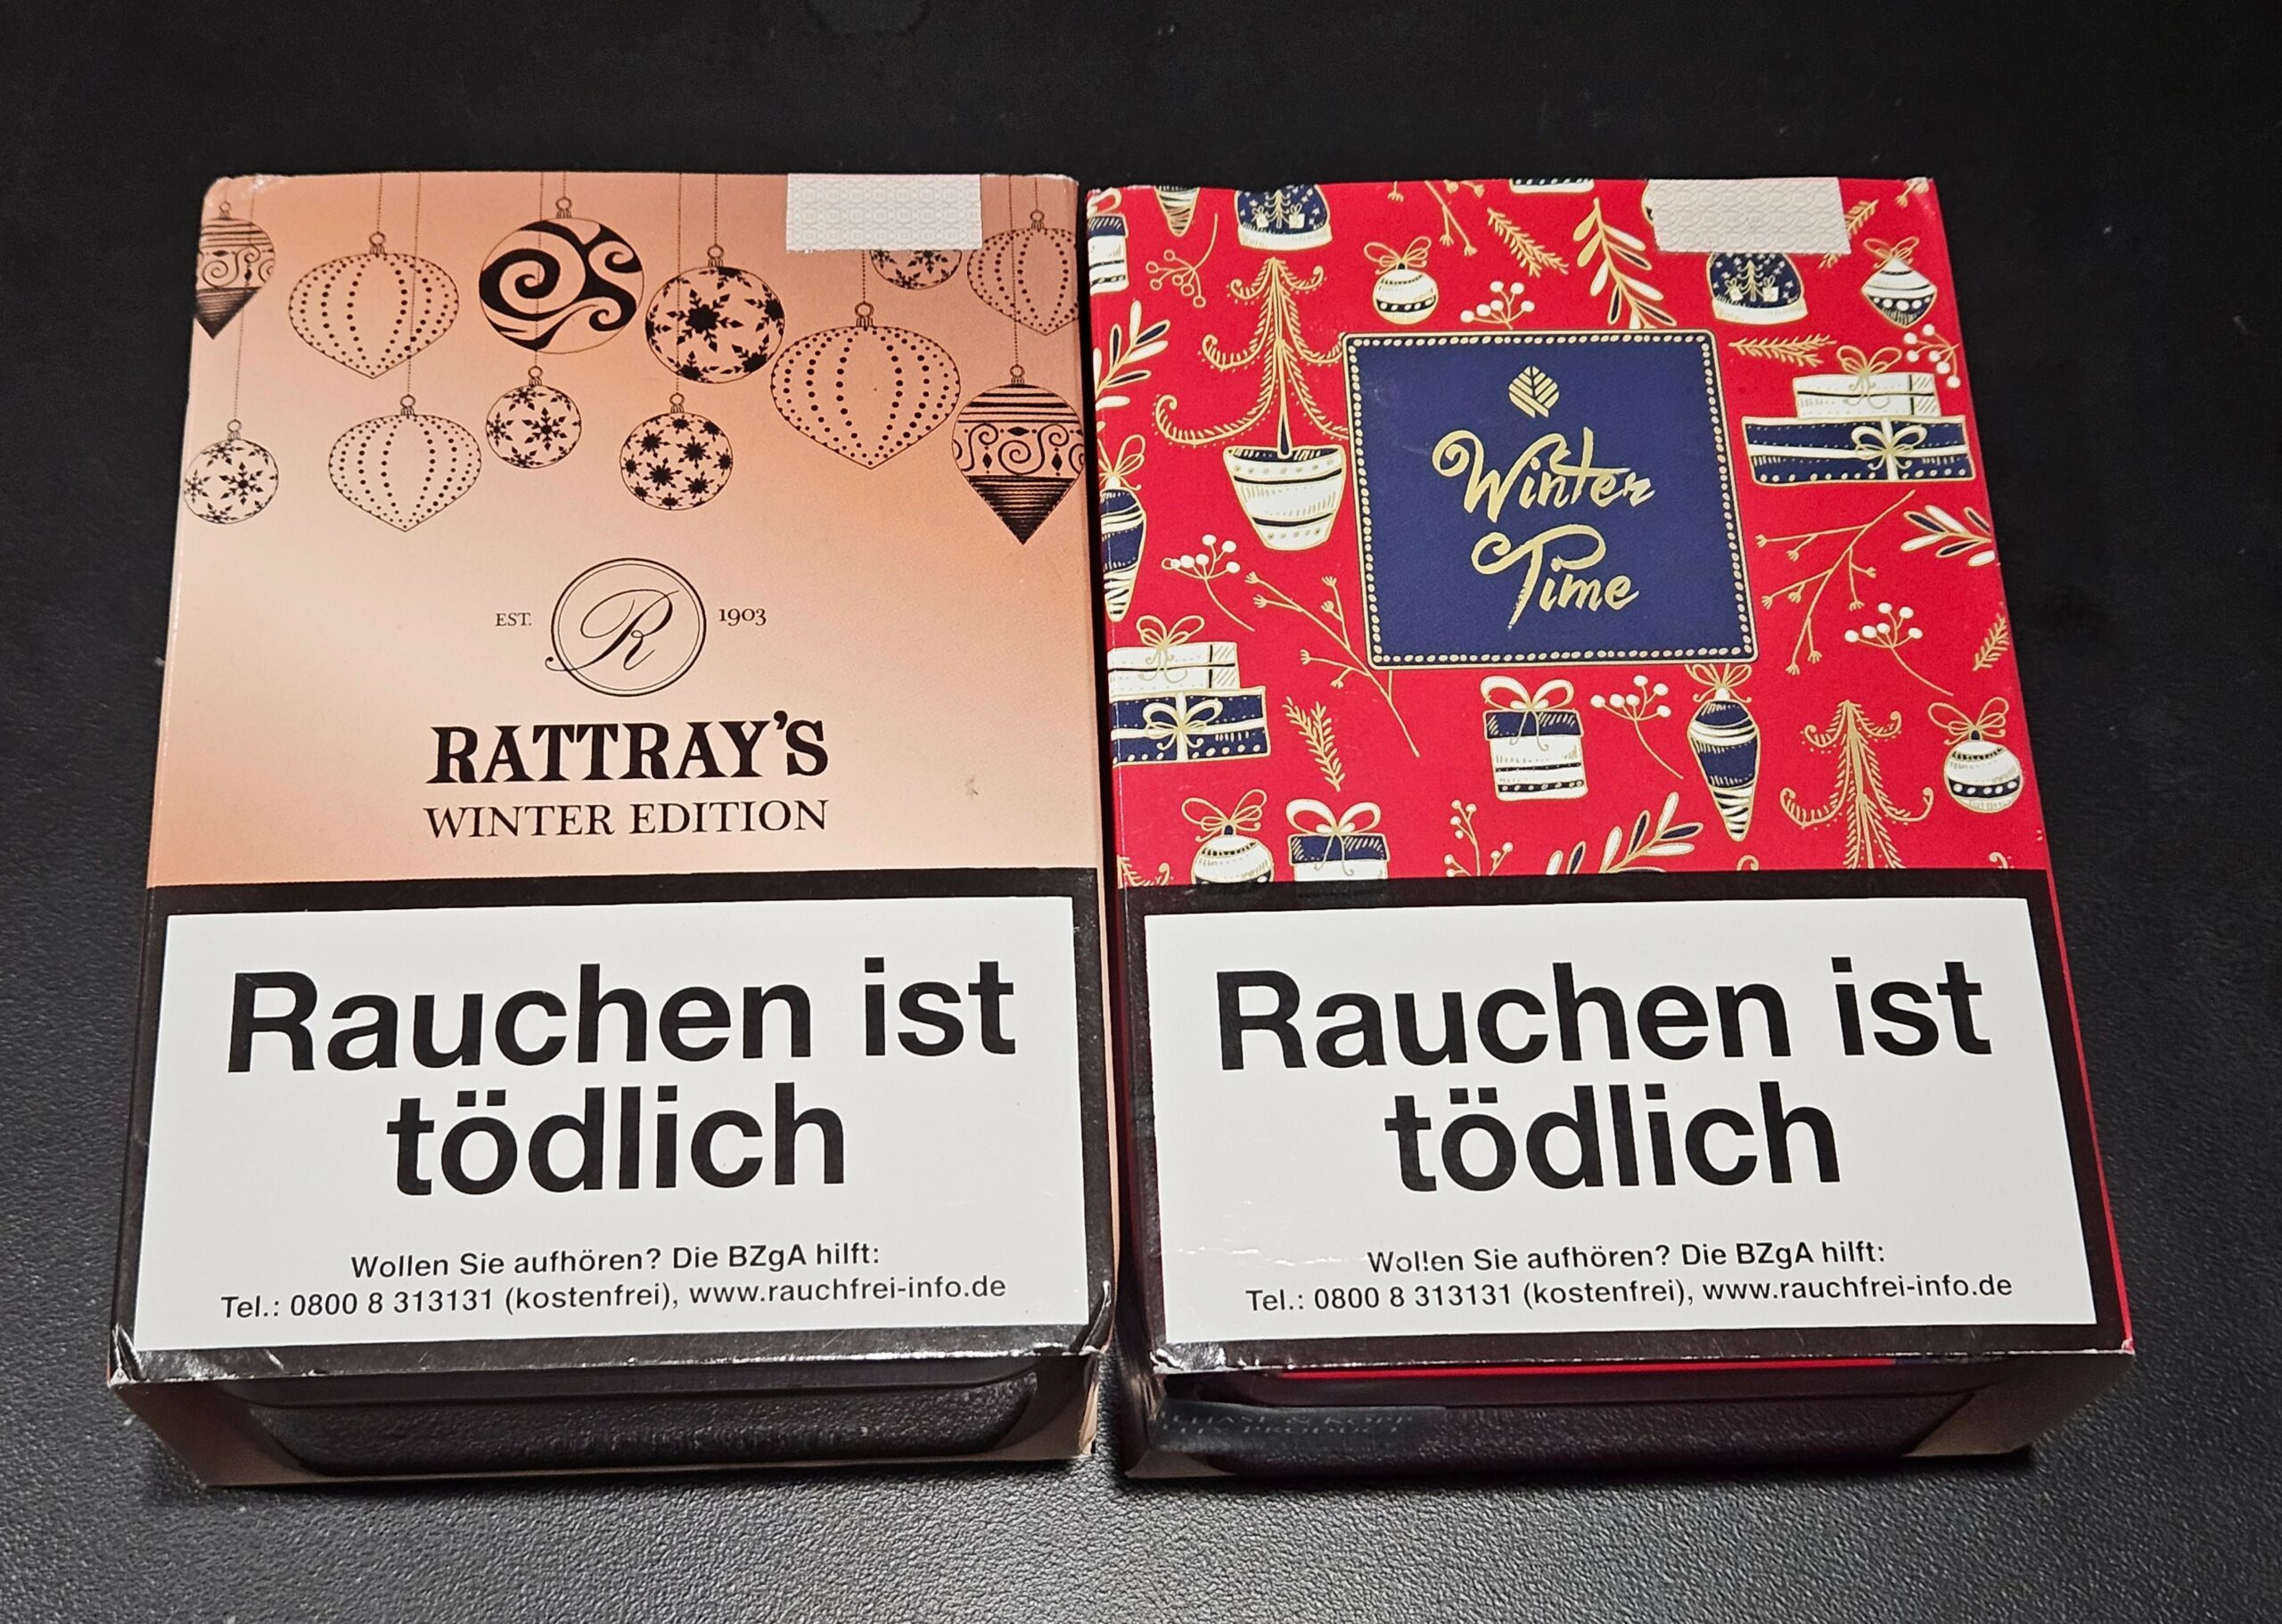 EST. R 1903
RATTRAY'S
WINTER EDITION
Rauchen ist
tödlich
Wollen Sie aufhören? Die BZgA hilft:
Tel.: 0800 8 313131 (kostenfrei), www.rauchfrei-info.de
Winter
Time
Rauchen ist
tödlich
Wollen Sie aufhören? Die BZgA hilft:
Tel.: 0800 8 313131 (kostenfrei), www.rauchfrei-info.de